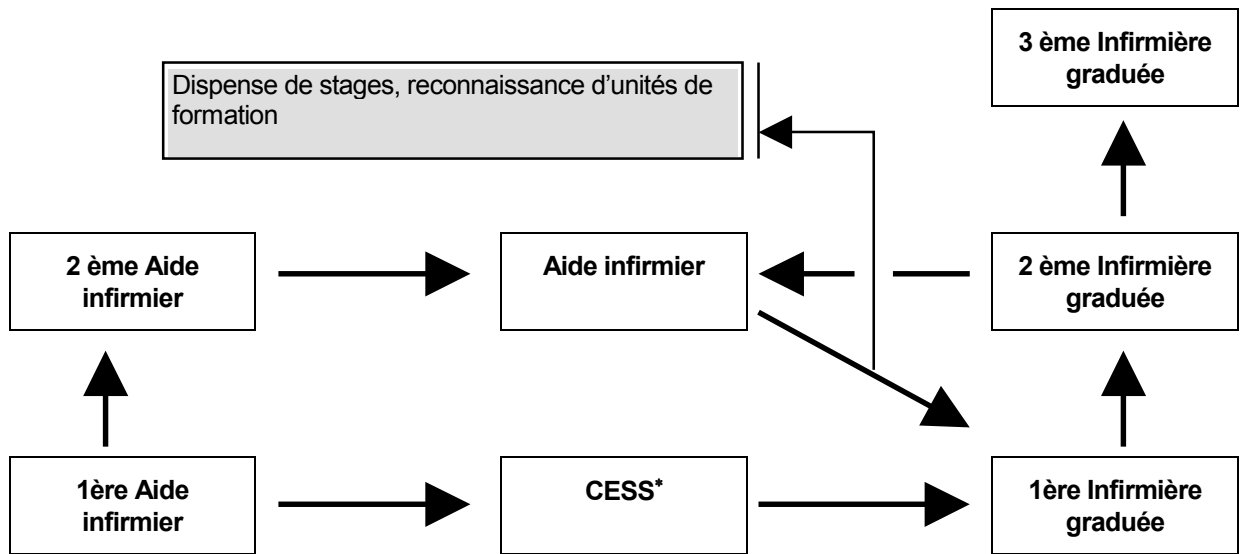 3 ème Infirmière
graduée
Dispense de stages, reconnaissance d’unités de
formation
2 ème Aide
infirmier
Aide infirmier
2 ème Infirmière
graduée
1ère Aide
infirmier
CESS*
1ère Infirmière
graduée